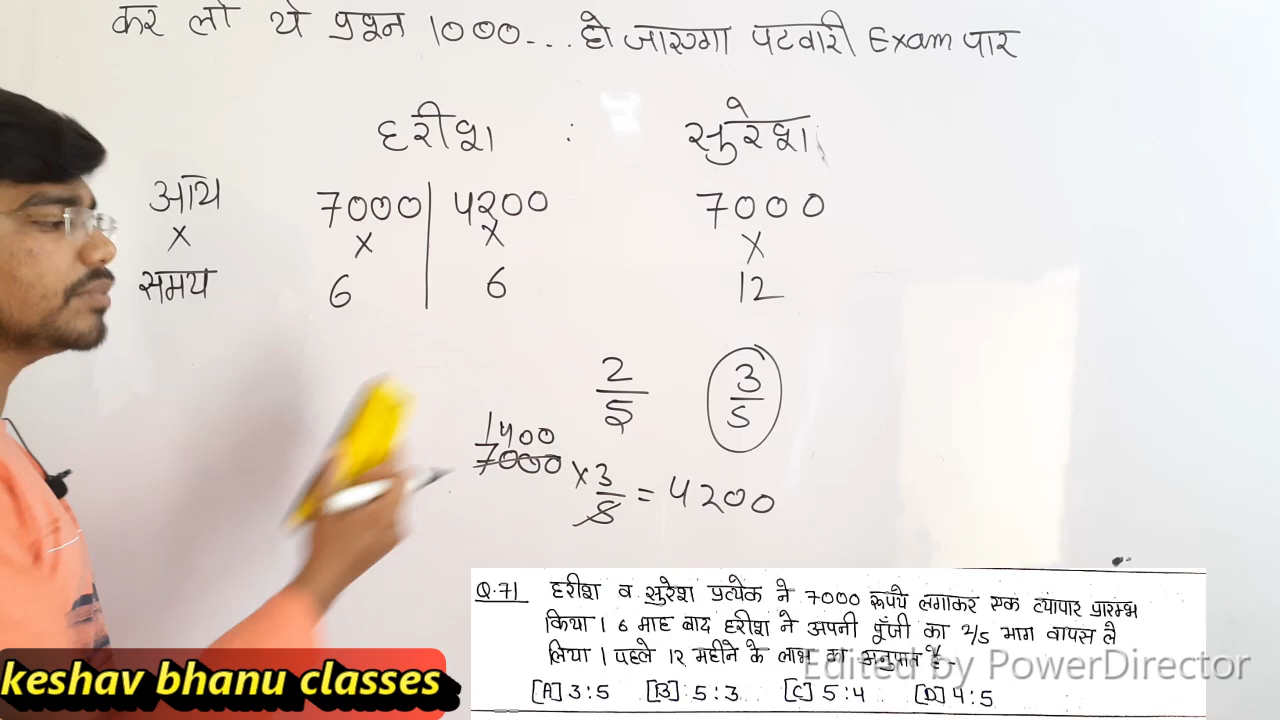 कर लो ये प्रश्न 1000... हो जाएगा पटवारी Exam पार
हरीश : सुरेश
आय 7000 | 4200 7000
x x x x
समय 6 6 12
2/5 3/5
1400
7000 x 3/5 = 4200
Q.71 हरीश व सुरेश प्रत्येक ने 7000 रूपये लगाकर एक व्यापार प्रारम्भ
किया। 6 माह बाद हरीश ने अपनी पूँजी का 2/5 भाग वापस ले
लिया। पहले 12 महीने के लाभ का अनुपात है-
[A] 3:5 [B] 5:3 [C] 5:4 [D] 4:5
Edited by PowerDirector
keshav bhanu classes